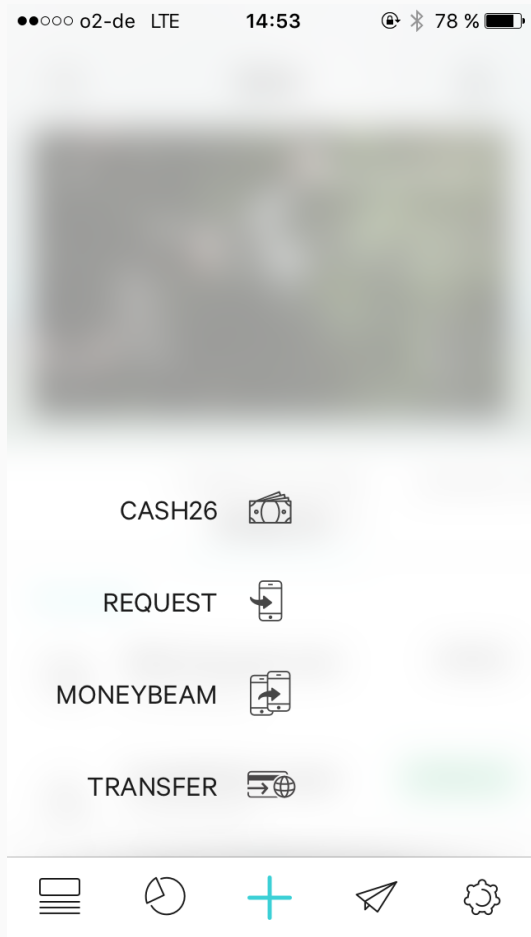 o2-de LTE 14:53 78 %
CASH26
REQUEST
MONEYBEAM
TRANSFER